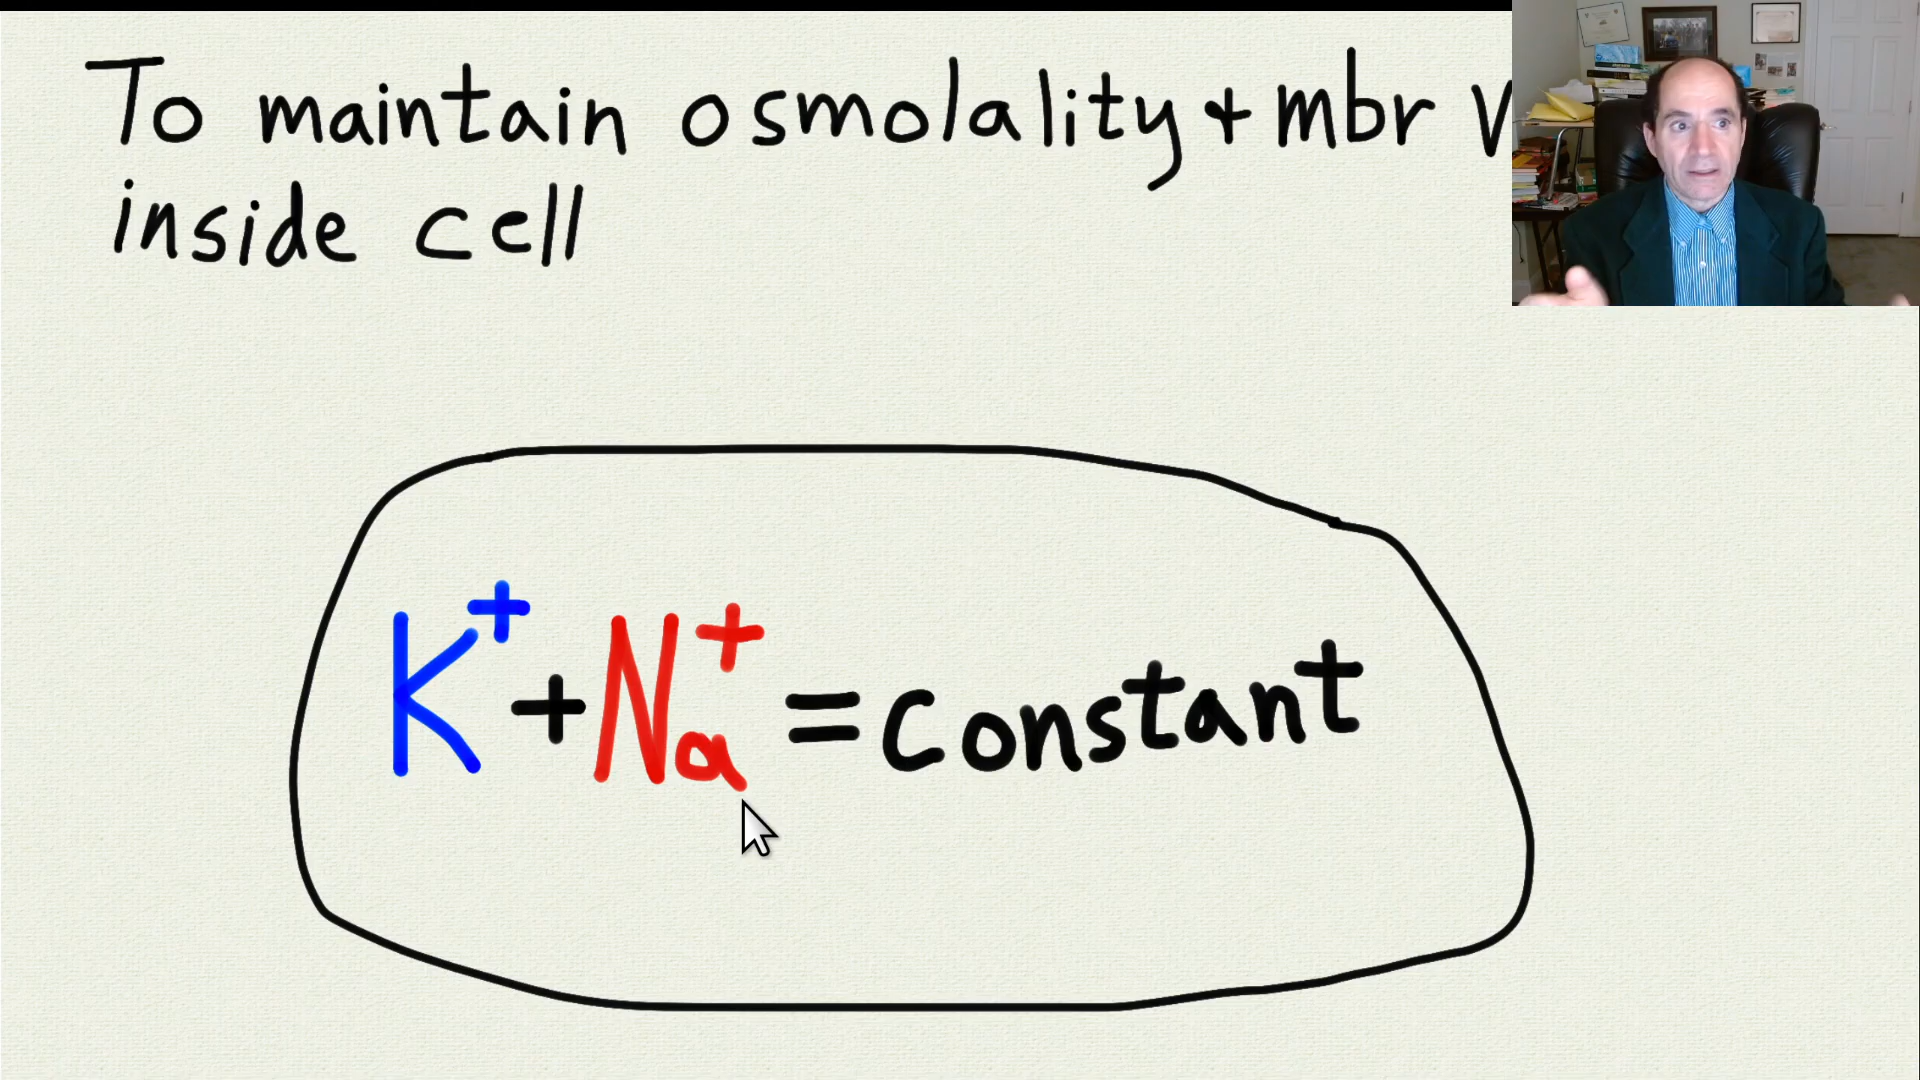 To maintain osmolality + mbr V
inside cell
K⁺ + Na⁺ = constant